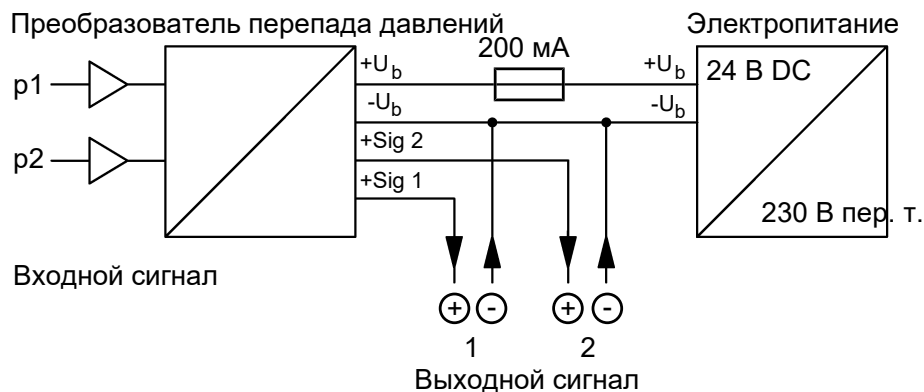 Преобразователь перепада давлений
Электропитание
200 мА
+U_b
+U_b
24 В DC
p1
-U_b
-U_b
+Sig 2
p2
+Sig 1
230 В пер. т.
Входной сигнал
+ - + -
1 2
Выходной сигнал